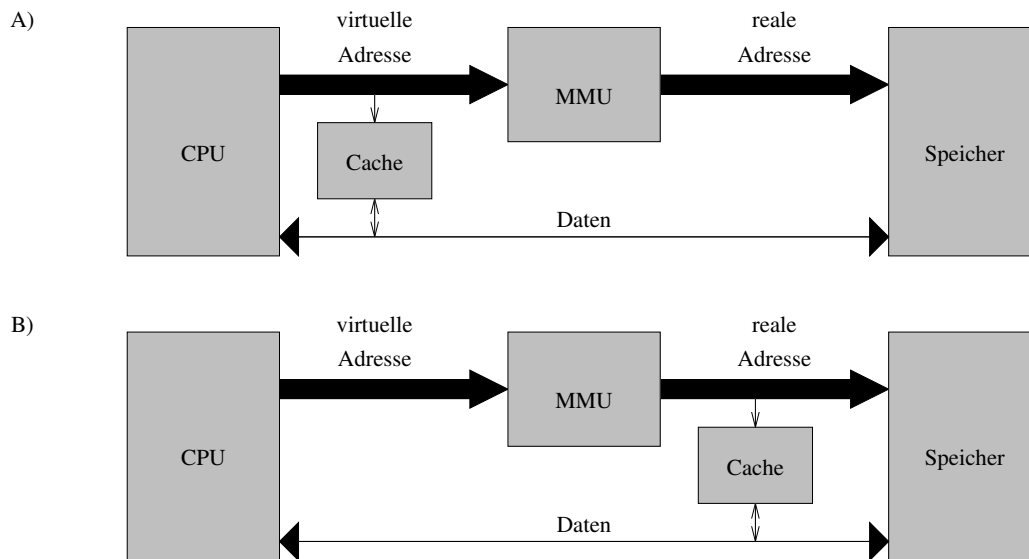 A)
virtuelle
Adresse
reale
Adresse
CPU
MMU
Cache
Speicher
Daten
B)
virtuelle
Adresse
reale
Adresse
CPU
MMU
Cache
Speicher
Daten